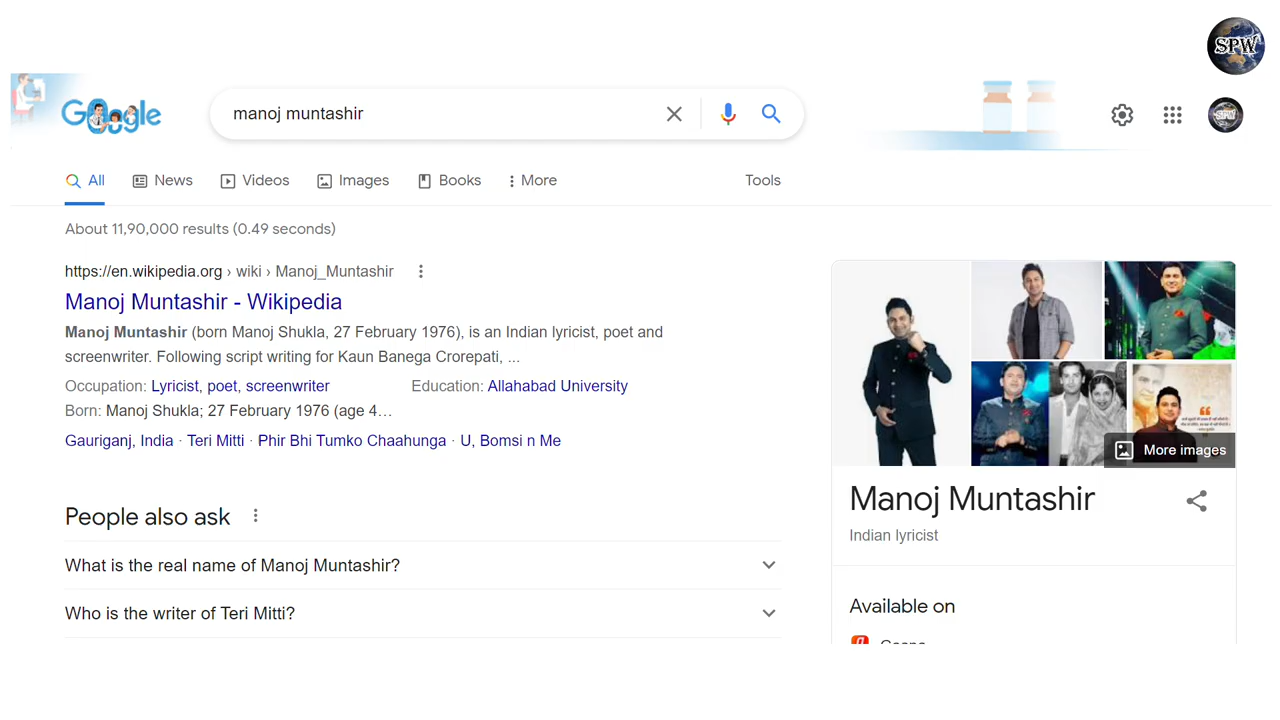 SPW
Google
manoj muntashir
SPW
All
News
Videos
Images
Books
More
Tools
About 11,90,000 results (0.49 seconds)
https://en.wikipedia.org › wiki › Manoj_Muntashir
Manoj Muntashir - Wikipedia
Manoj Muntashir (born Manoj Shukla, 27 February 1976), is an Indian lyricist, poet and
screenwriter. Following script writing for Kaun Banega Crorepati, ...
Occupation: Lyricist, poet, screenwriter
Education: Allahabad University
Born: Manoj Shukla; 27 February 1976 (age 4…
Gauriganj, India · Teri Mitti · Phir Bhi Tumko Chaahunga · U, Bomsi n Me
People also ask
What is the real name of Manoj Muntashir?
Who is the writer of Teri Mitti?
More images
Manoj Muntashir
Indian lyricist
Available on